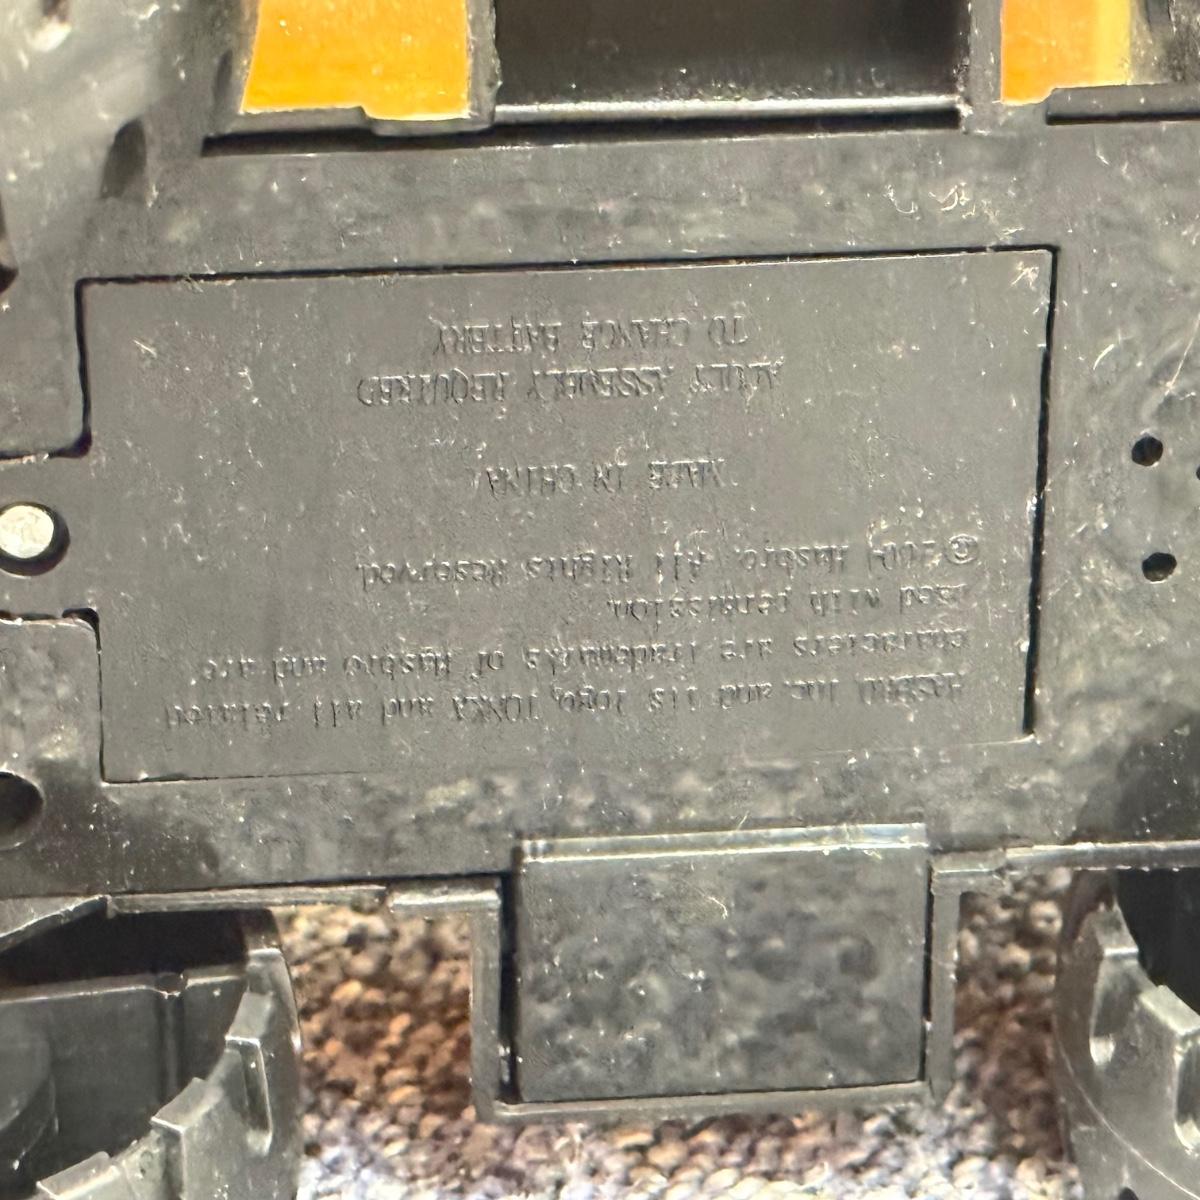 HASBRO, Inc. and its logo, TONKA and all related
characters are Trademarks of Hasbro and are
used with permission.
©2004 Hasbro. All Rights Reserved.
MADE IN CHINA
ADULT ASSEMBLY REQUIRED
TO CHANGE BATTERY